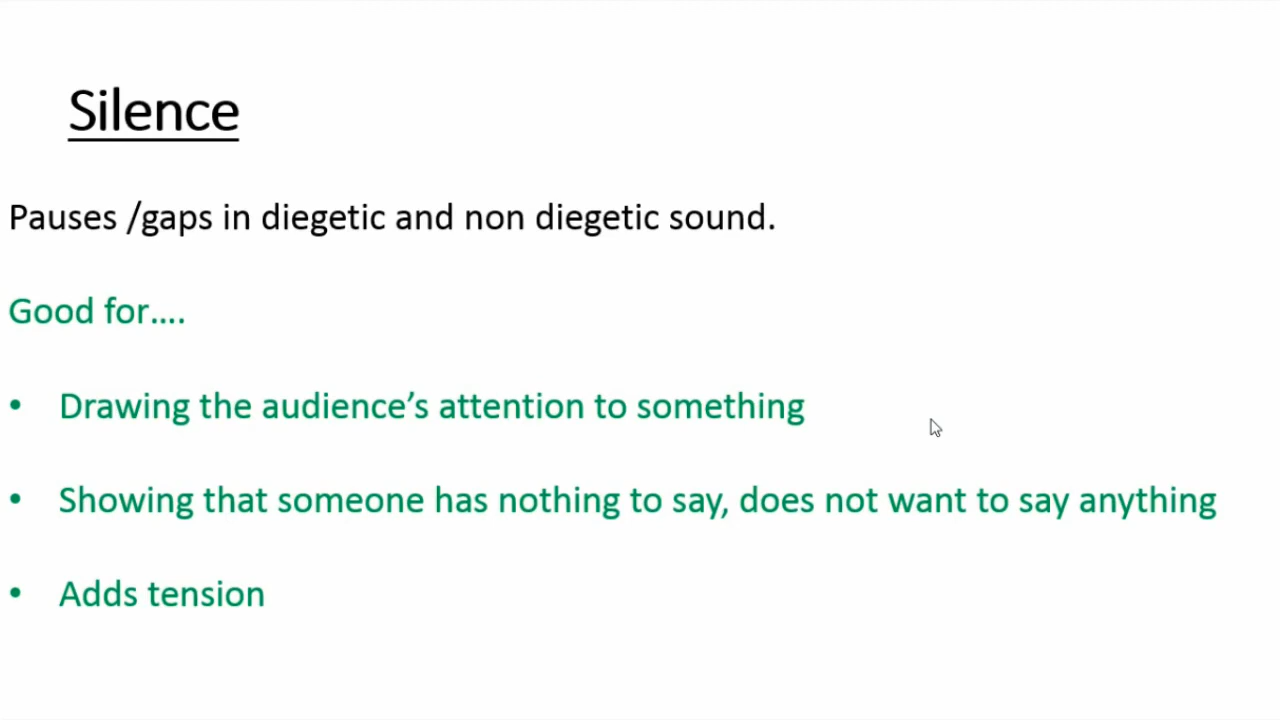 Silence
Pauses /gaps in diegetic and non diegetic sound.
Good for....
• Drawing the audience’s attention to something
• Showing that someone has nothing to say, does not want to say anything
• Adds tension